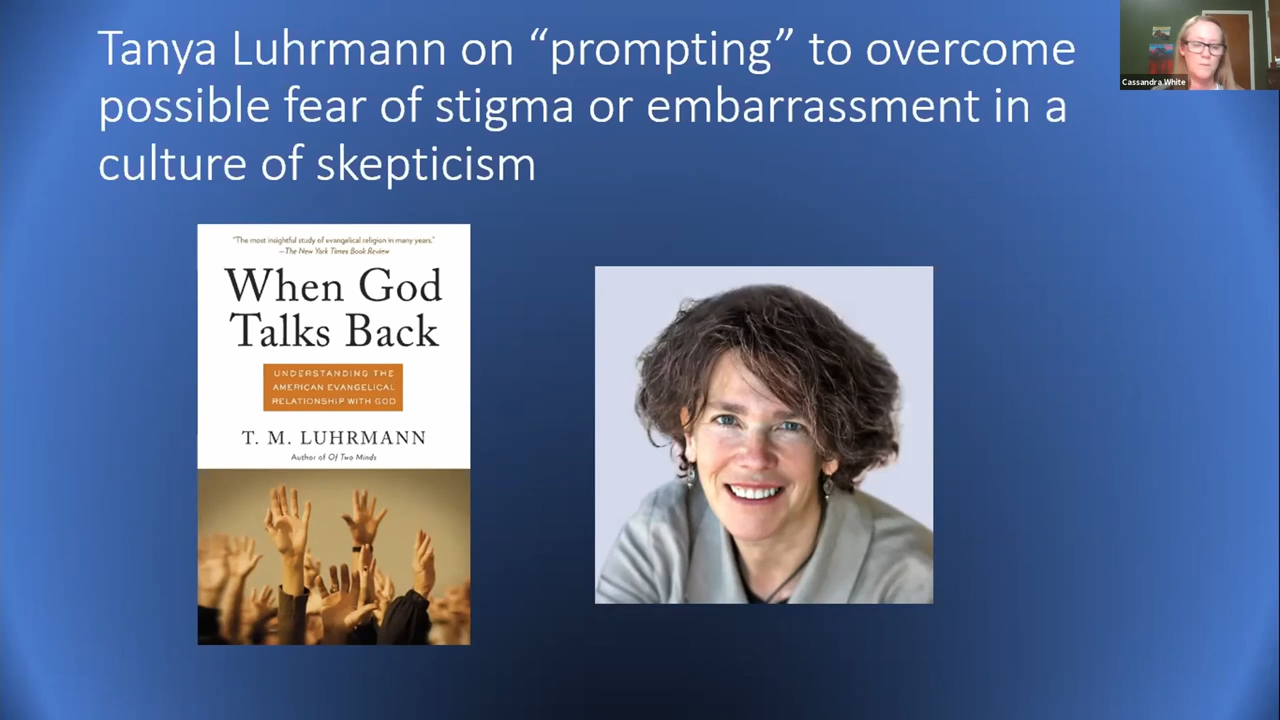 Tanya Luhrmann on “prompting” to overcome
possible fear of stigma or embarrassment in a
culture of skepticism
Cassandra White
"The most insightful study of evangelical religion in many years."
—The New York Times Book Review
When God
Talks Back
UNDERSTANDING THE
AMERICAN EVANGELICAL
RELATIONSHIP WITH GOD
T. M. LUHRMANN
Author of Of Two Minds